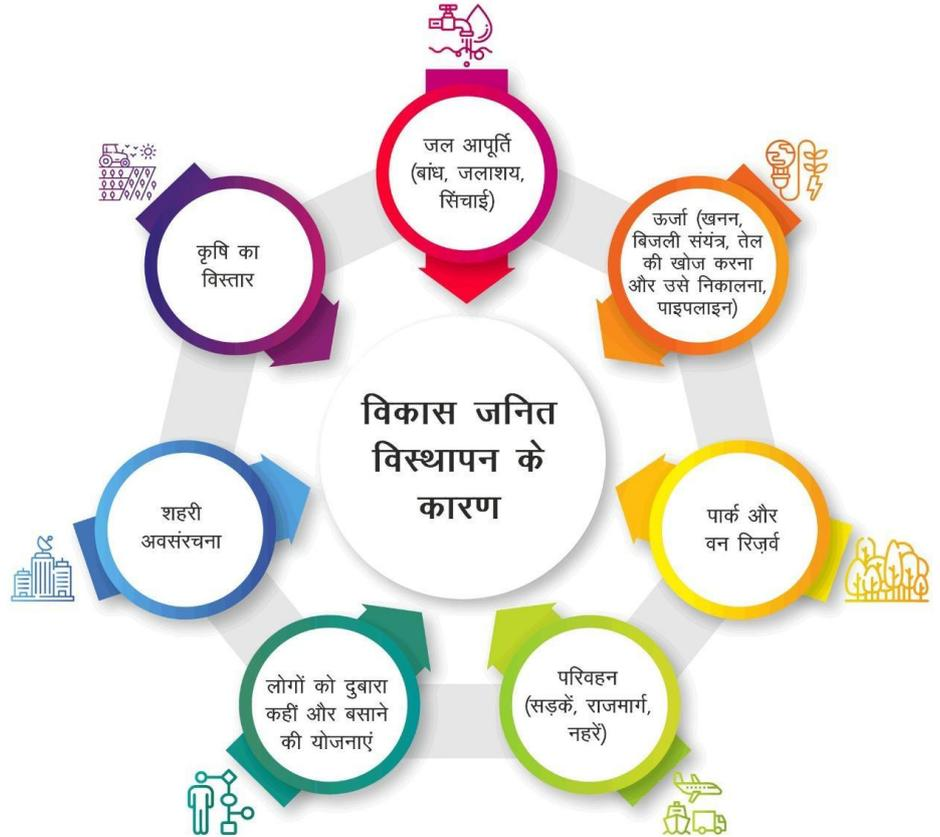 जल आपूर्ति
(बांध, जलाशय,
सिंचाई)
ऊर्जा (खनन,
बिजली संयंत्र, तेल
की खोज करना
और उसे निकालना,
पाइपलाइन)
पार्क और
वन रिज़र्व
परिवहन
(सड़कें, राजमार्ग,
नहरें)
लोगों को दुबारा
कहीं और बसाने
की योजनाएं
शहरी
अवसंरचना
कृषि का
विस्तार
विकास जनित
विस्थापन के
कारण